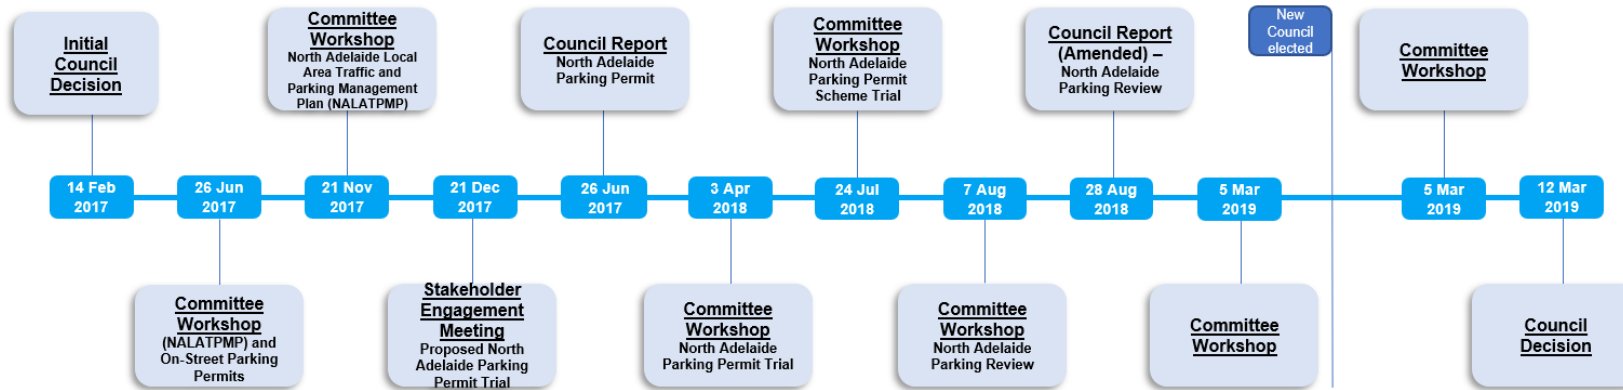 Initial
Council
Decision
Committee
Workshop
North Adelaide Local
Area Traffic and
Parking Management
Plan (NALATPMP)
Council Report
North Adelaide
Parking Permit
Committee
Workshop
North Adelaide
Parking Permit
Scheme Trial
Council Report
(Amended) –
North Adelaide
Parking Review
New
Council
elected
Committee
Workshop
14 Feb
2017
26 Jun
2017
21 Nov
2017
21 Dec
2017
26 Jun
2017
3 Apr
2018
24 Jul
2018
7 Aug
2018
28 Aug
2018
5 Mar
2019
5 Mar
2019
12 Mar
2019
Committee
Workshop
(NALATPMP) and
On-Street Parking
Permits
Stakeholder
Engagement
Meeting
Proposed North
Adelaide Parking
Permit Trial
Committee
Workshop
North Adelaide
Parking Permit Trial
Committee
Workshop
North Adelaide
Parking Review
Committee
Workshop
Council
Decision